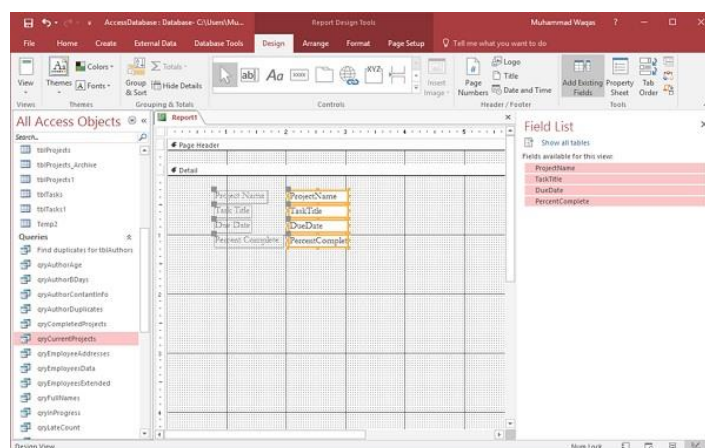 AccessDatabase : Database- C:\Users\Mu...
Report Design Tools
Muhammad Waqas
?
File Home Create External Data Database Tools Design Arrange Format Page Setup Tell me what you want to do
View
Themes
Colors
Fonts
Group & Sort
Totals
Hide Details
ab|
Aa
XXXX
XYZ
Insert Image
Page Numbers
Logo
Title
Date and Time
Add Existing Fields
Property Sheet
Tab Order
Views Themes Grouping & Totals Controls Header / Footer Tools
All Access Objects
Search...
tblProjects
tblProjects_Archive
tblProjects1
tblTasks
tblTasks1
Temp2
Queries
Find duplicates for tblAuthors
qryAuthorAge
qryAuthorBDays
qryAuthorContantInfo
qryAuthorDuplicates
qryCompletedProjects
qryCurrentProjects
qryEmployeeAddresses
qryEmployeesData
qryEmployeesExtended
qryFullNames
qryInProgress
qryLateCount
Report1
Page Header
Detail
Project Name ProjectName
Task Title TaskTitle
Due Date DueDate
Percent Complete PercentComplet
Field List
Show all tables
Fields available for this view:
ProjectName
TaskTitle
DueDate
PercentComplete
Design View
Num Lock